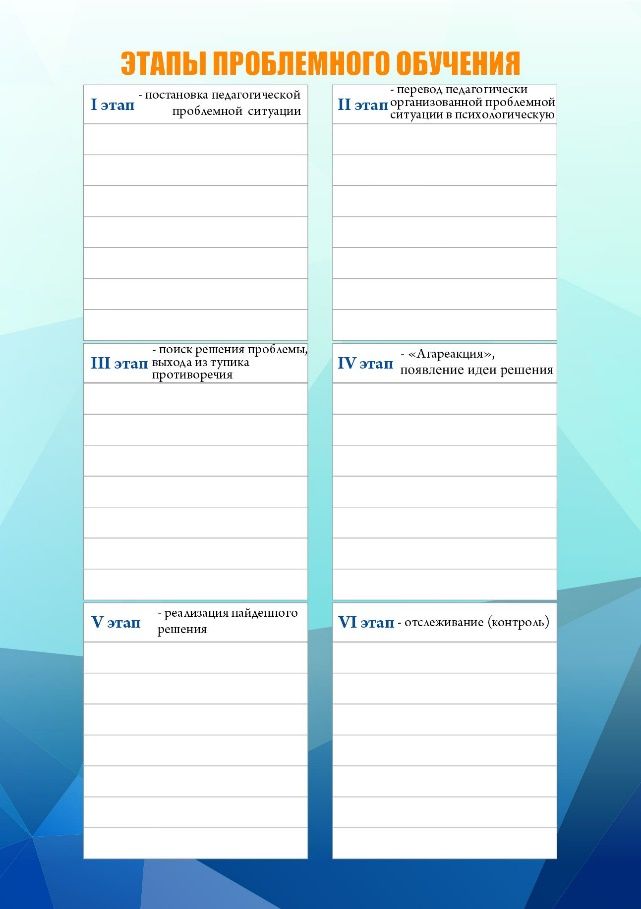 ЭТАПЫ ПРОБЛЕМНОГО ОБУЧЕНИЯ
I этап - постановка педагогической
проблемной ситуации
II этап - перевод педагогически
организованной проблемной
ситуации в психологическую
III этап - поиск решения проблемы,
выхода из тупика
противоречия
IV этап - «Агареакция»,
появление идеи решения
V этап - реализация найденного
решения
VI этап - отслеживание (контроль)